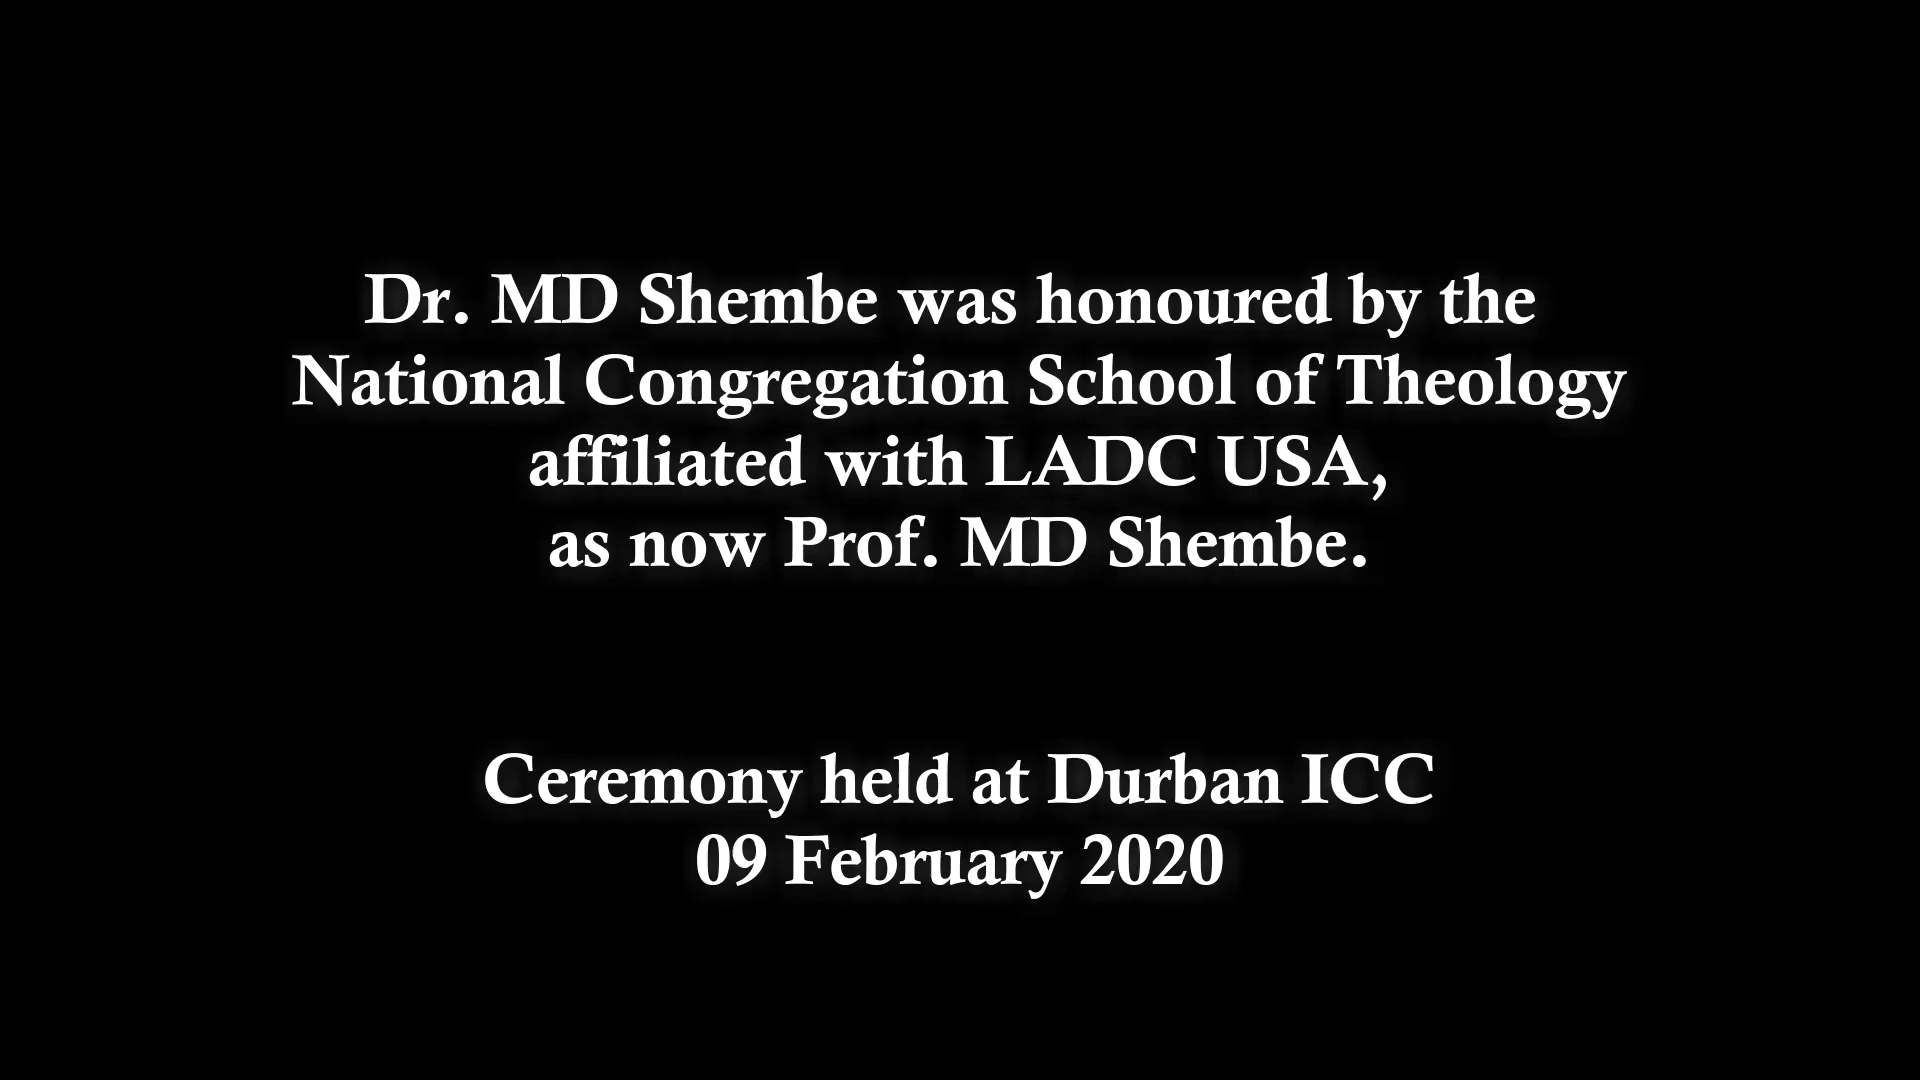 Dr. MD Shembe was honoured by the
National Congregation School of Theology
affiliated with LADC USA,
as now Prof. MD Shembe.
Ceremony held at Durban ICC
09 February 2020